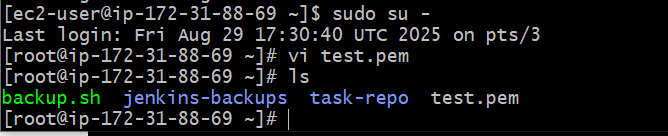 [ec2-user@ip-172-31-88-69 ~]$ sudo su -
Last login: Fri Aug 29 17:30:40 UTC 2025 on pts/3
[root@ip-172-31-88-69 ~]# vi test.pem
[root@ip-172-31-88-69 ~]# ls
backup.sh  jenkins-backups  task-repo  test.pem
[root@ip-172-31-88-69 ~]#